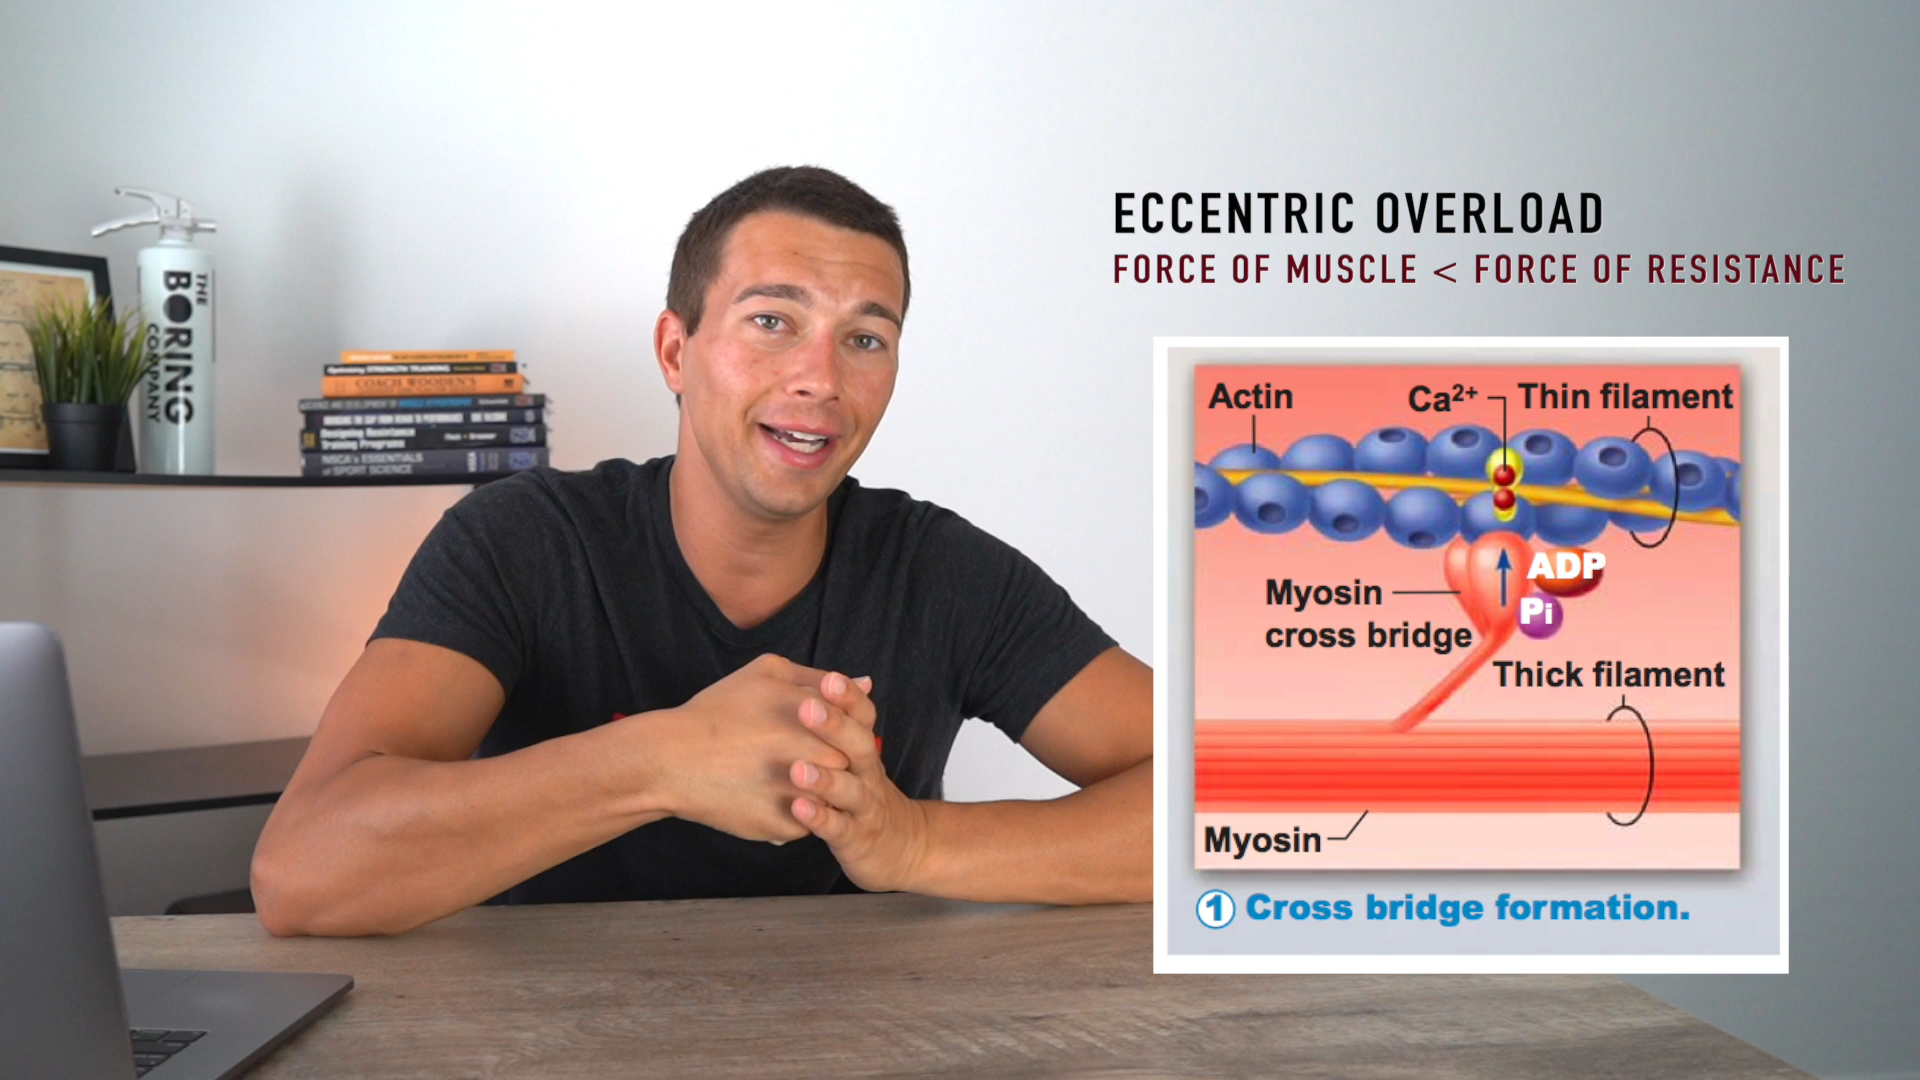 ECCENTRIC OVERLOAD
FORCE OF MUSCLE < FORCE OF RESISTANCE
Actin
Ca²⁺
Thin filament
ADP
Pi
Myosin
cross bridge
Thick filament
Myosin
1 Cross bridge formation.
THE
BORING
COMPANY
STRENGTH TRAINING
COACH WOODEN'S
Designing Resistance
Training Programs
NSCA's ESSENTIALS
of SPORT SCIENCE